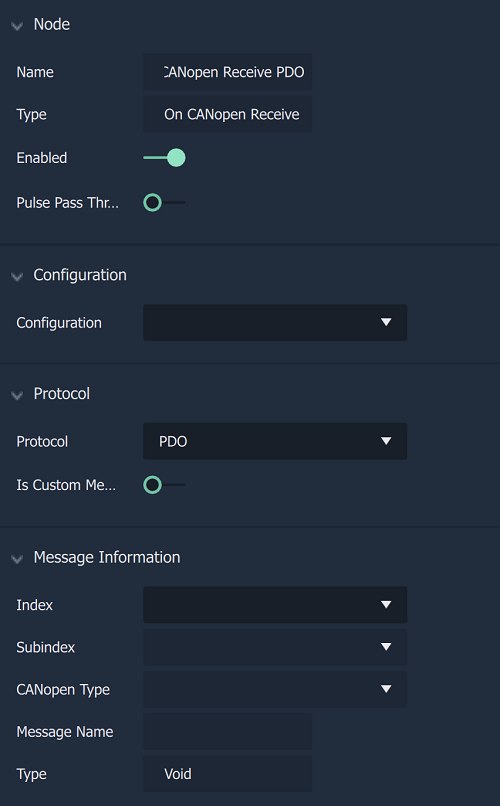 Node
Name CANopen Receive PDO
Type On CANopen Receive
Enabled
Pulse Pass Thr...
Configuration
Configuration
Protocol
Protocol PDO
Is Custom Me...
Message Information
Index
Subindex
CANopen Type
Message Name
Type Void